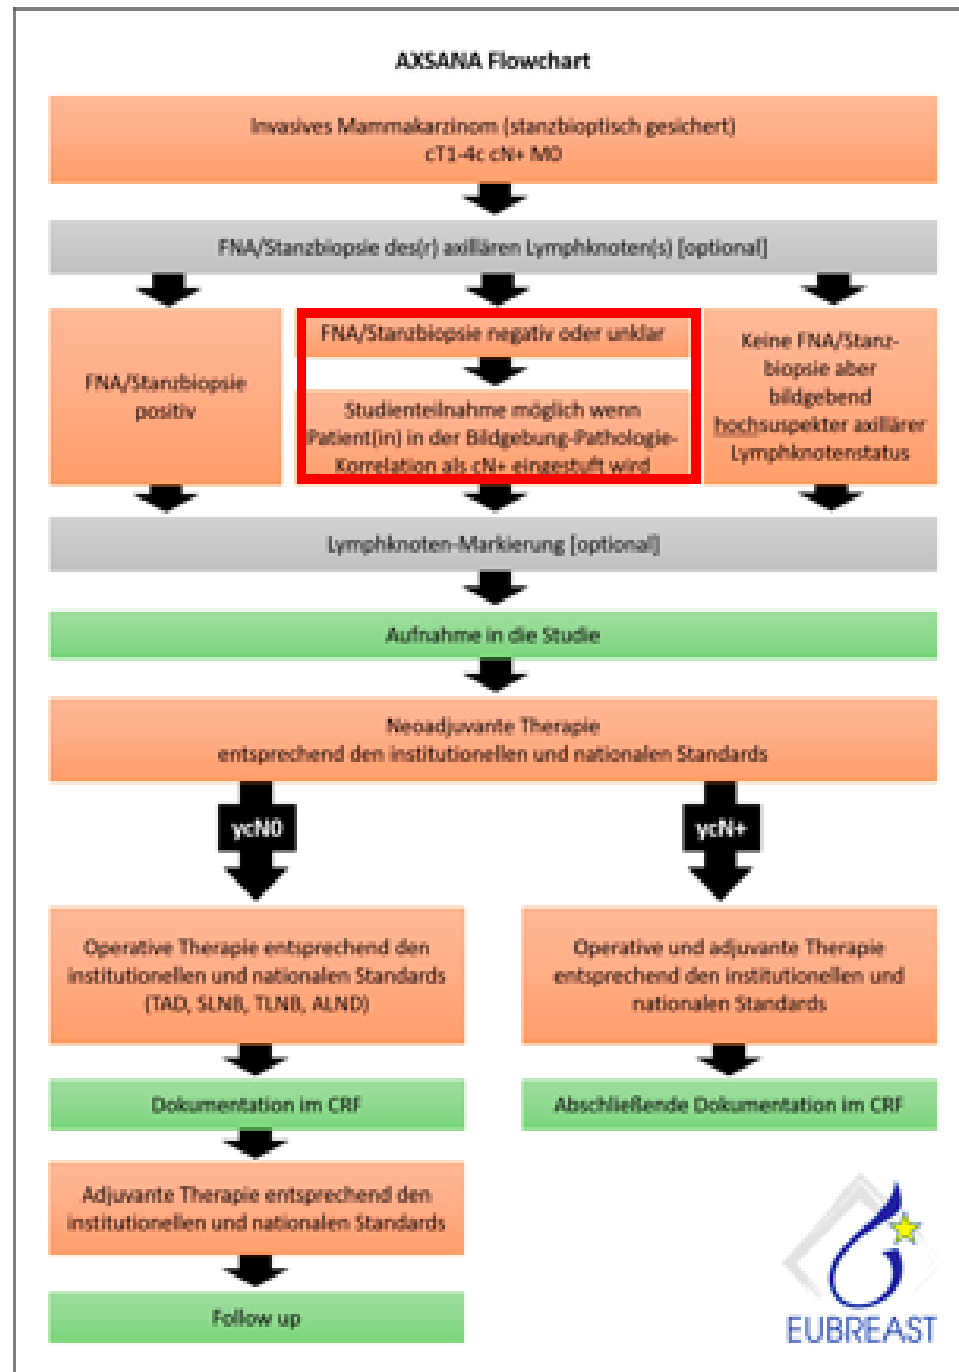 AXSANA Flowchart
Invasives Mammakarzinom (stanzbioptisch gesichert)
cT1-4c cN+ M0
FNA/Stanzbiopsie des(r) axillären Lymphknoten(s) [optional]
FNA/Stanzbiopsie
positiv
FNA/Stanzbiopsie negativ oder unklar
Studienteilnahme möglich wenn
Patient(in) in der Bildgebung-Pathologie-
Korrelation als cN+ eingestuft wird
Keine FNA/Stanz-
biopsie aber
bildgebend
hochsuspekter axillärer
Lymphknotenstatus
Lymphknoten-Markierung [optional]
Aufnahme in die Studie
Neoadjuvante Therapie
entsprechend den institutionellen und nationalen Standards
ycN0
ycN+
Operative Therapie entsprechend den
institutionellen und nationalen Standards
(TAD, SLNB, TLNB, ALND)
Operative und adjuvante Therapie
entsprechend den institutionellen und
nationalen Standards
Dokumentation im CRF
Abschließende Dokumentation im CRF
Adjuvante Therapie entsprechend den
institutionellen und nationalen Standards
Follow up
EUBREAST